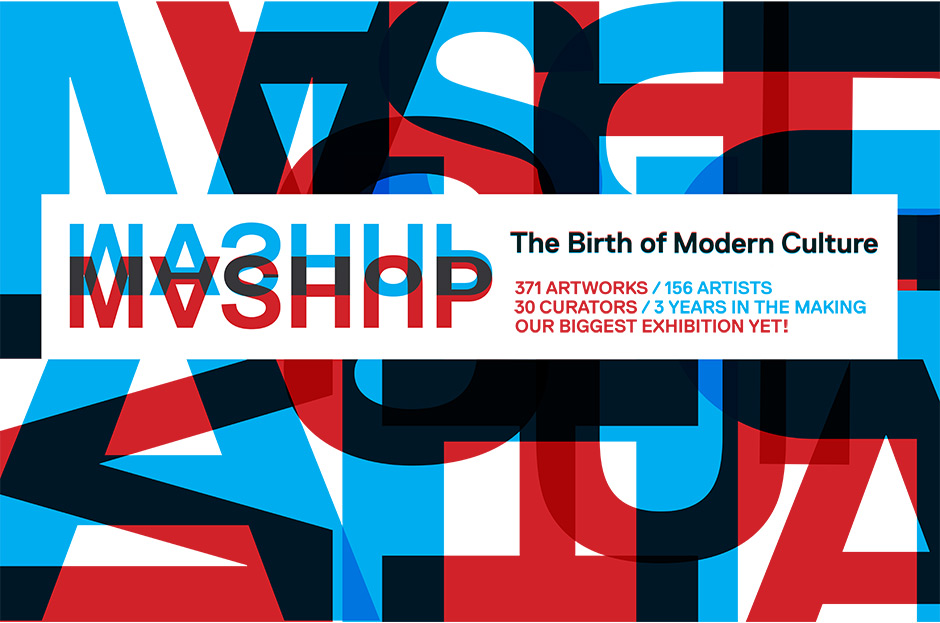 MASHUP
The Birth of Modern Culture
371 ARTWORKS / 156 ARTISTS
30 CURATORS / 3 YEARS IN THE MAKING
OUR BIGGEST EXHIBITION YET!